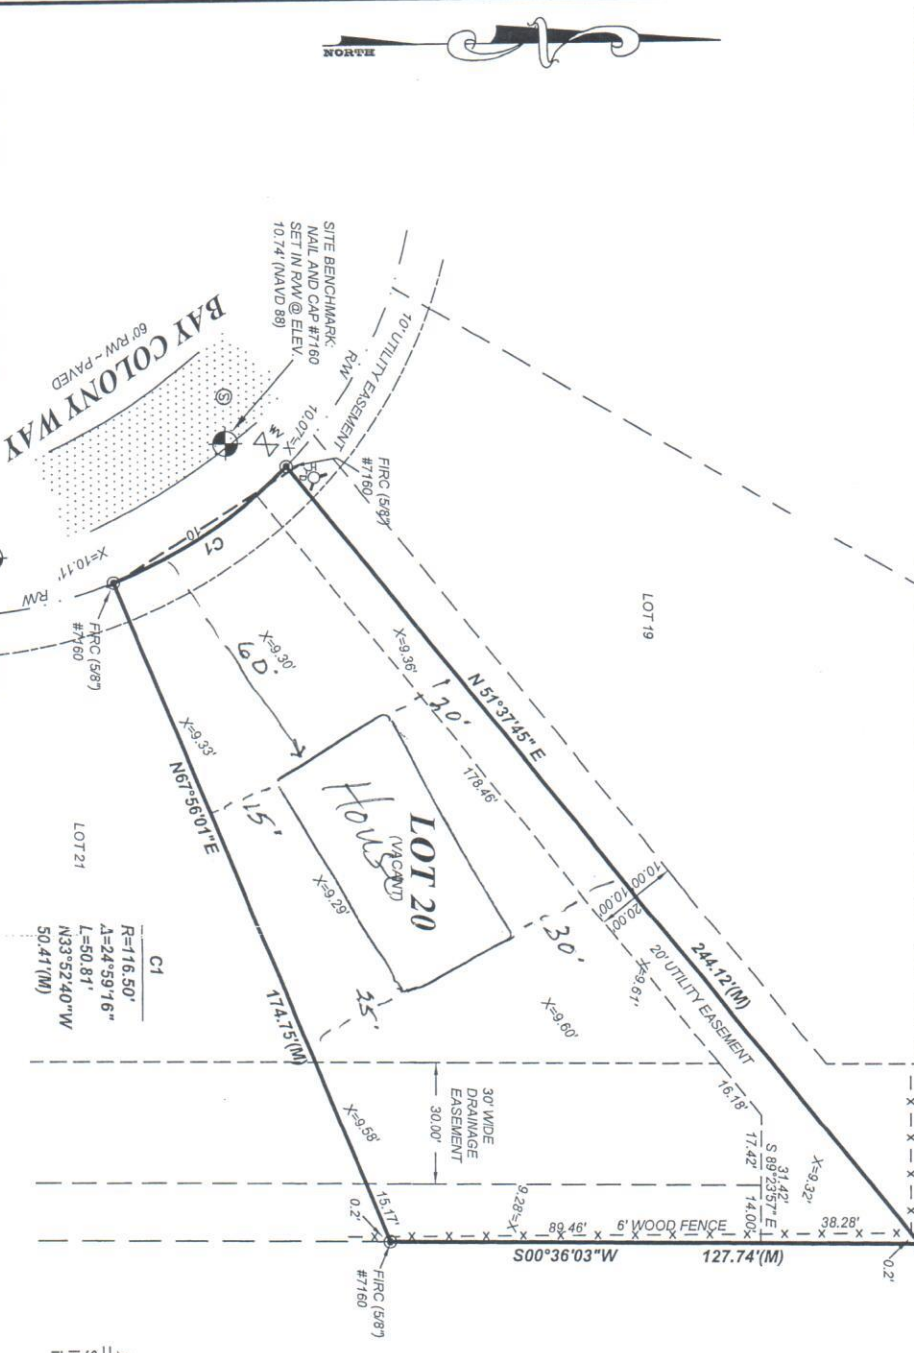 NORTH
SITE BENCHMARK:
NAIL AND CAP #7160
SET IN R/W @ ELEV.
10.74' (NAVD 88)
BAY COLONY WAY
60' R/W ~ PAVED
S
10' UTILITY EASEMENT
R/W
10.07'=X
WV
FIRC (5/8")
#7160
C1
10
X=10.11'
R/W
FIRC (5/8")
#7160
LOT 19
X=9.30'
60'
X=9.36'
N 51°37'45" E
20'
178.46'
X=9.33'
N67°56'01"E
15'
LOT 20
(VACANT)
House
X=9.29'
LOT 21
10.00'
10.00'
20.00'
30'
X=9.61'
244.12'(M)
20' UTILITY EASEMENT
X=9.60'
25'
174.75'(M)
C1
R=116.50'
Δ=24°59'16"
L=50.81'
N33°52'40"W
50.41'(M)
30' WIDE
DRAINAGE
EASEMENT
30.00'
16.18'
17.42'
S 89°23'57" E
31.42'
14.00'
X=9.32'
X=9.58'
15.17'
0.2'
9.28'=X
89.46'
6' WOOD FENCE
38.28'
S00°36'03"W
127.74'(M)
0.2'
FIRC (5/8")
#7160